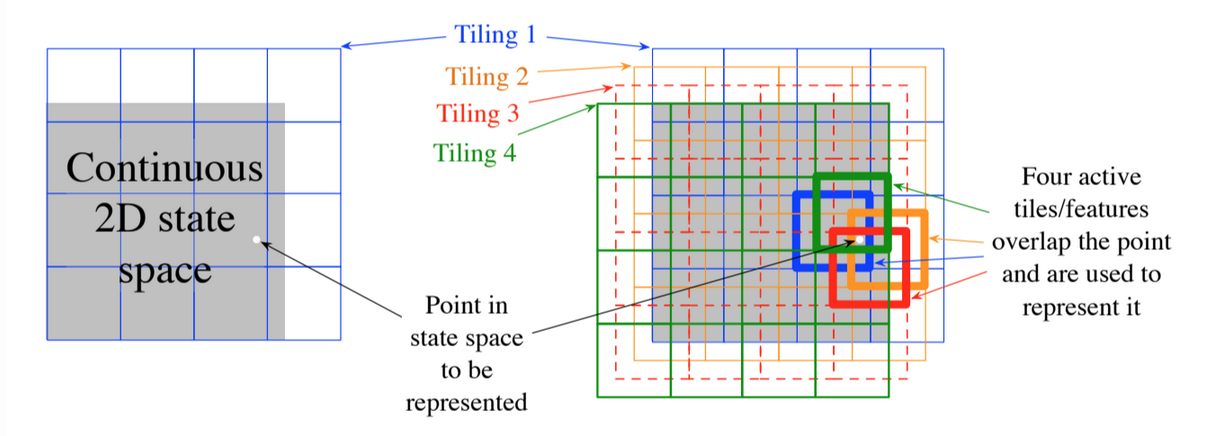 Tiling 1
Tiling 2
Tiling 3
Tiling 4
Continuous
2D state
space
Point in
state space
to be
represented
Four active
tiles/features
overlap the point
and are used to
represent it